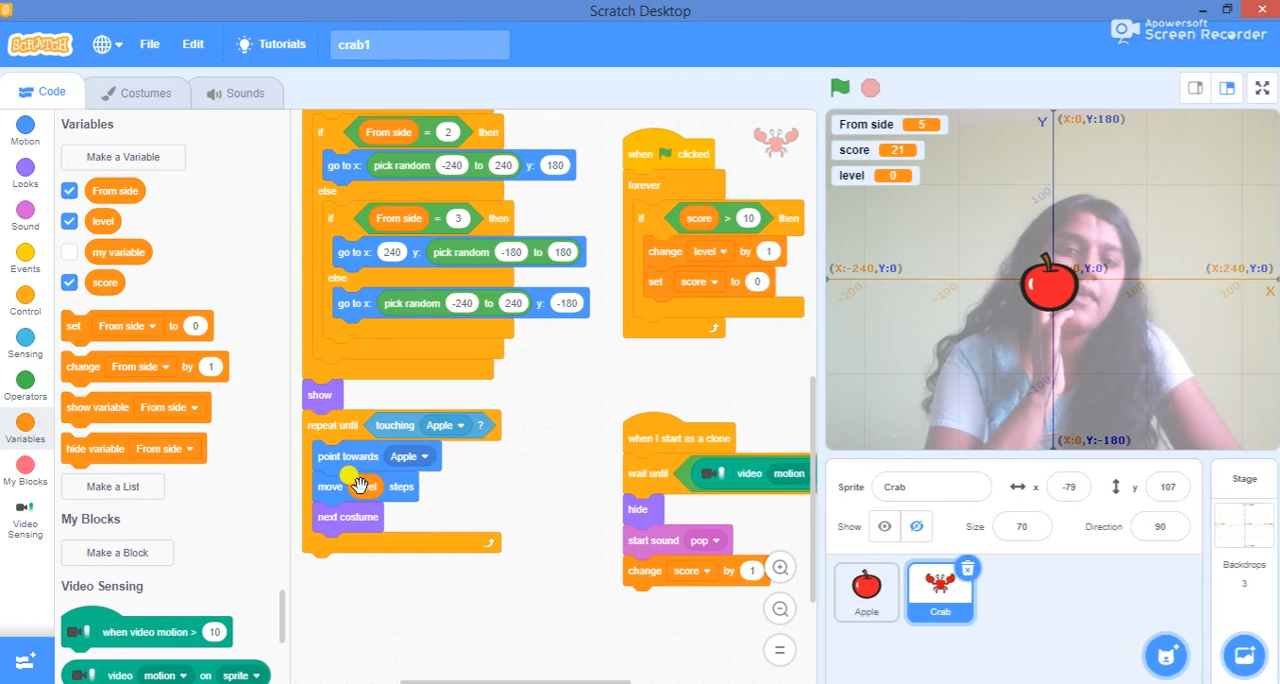 Scratch Desktop
Apowersoft
Screen Recorder
SCRATCH File Edit Tutorials crab1
Code Costumes Sounds
Motion
Looks
Sound
Events
Control
Sensing
Operators
Variables
My Blocks
Video
Sensing
Variables
Make a Variable
From side
level
my variable
score
set From side to 0
change From side by 1
show variable From side
hide variable From side
Make a List
My Blocks
Make a Block
Video Sensing
when video motion > 10
video motion on sprite
if From side = 2 then
go to x: pick random -240 to 240 y: 180
else
if From side = 3 then
go to x: 240 y: pick random -180 to 180
else
go to x: pick random -240 to 240 y: -180
show
repeat until touching Apple ?
point towards Apple
move steps
next costume
when clicked
forever
if score > 10 then
change level by 1
set score to 0
when I start as a clone
wait until video motion
hide
start sound pop
change score by 1
From side 5
score 21
level 0
Y (X:0,Y:180)
100
(X:-240,Y:0) (X:240,Y:0)
-200 -100 100 200 X
-100
(X:0,Y:-180)
Sprite Crab x -79 y 107
Show Size 70 Direction 90
Apple
Crab
Stage
Backdrops
3